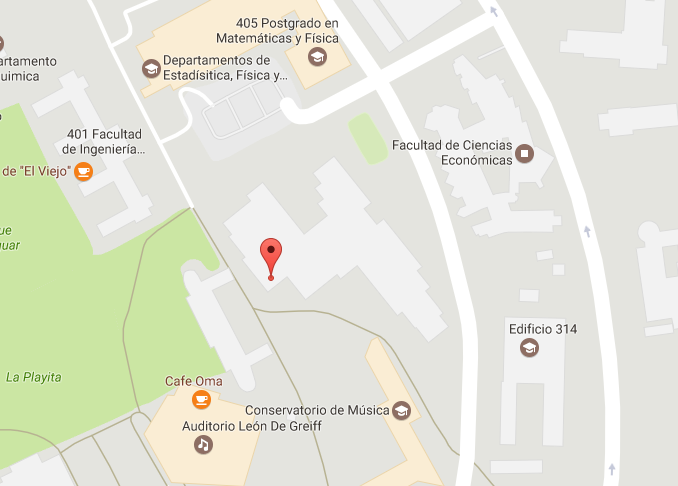 405 Postgrado en
Matemáticas y Física
Departamentos de
Estadísitica, Física y...
artamento
uimica
401 Facultad
de Ingeniería...
de "El Viejo"
Facultad de Ciencias
Económicas
ue
uar
Edificio 314
La Playita
Cafe Oma
Conservatorio de Música
Auditorio León De Greiff